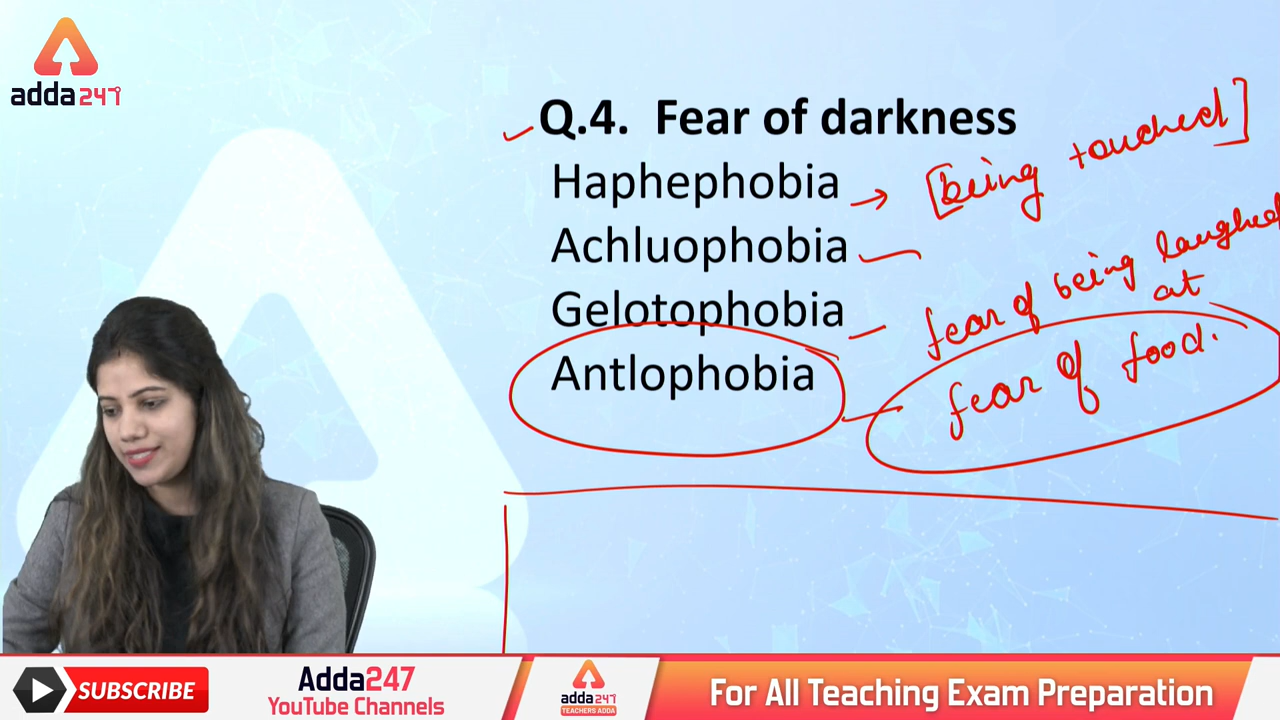 adda247
Q.4. Fear of darkness
Haphephobia → [being touched]
Achluophobia
Gelotophobia – fear of being laughed
at
Antlophobia – fear of food.
SUBSCRIBE
Adda247
YouTube Channels
adda247
TEACHERS ADDA
For All Teaching Exam Preparation